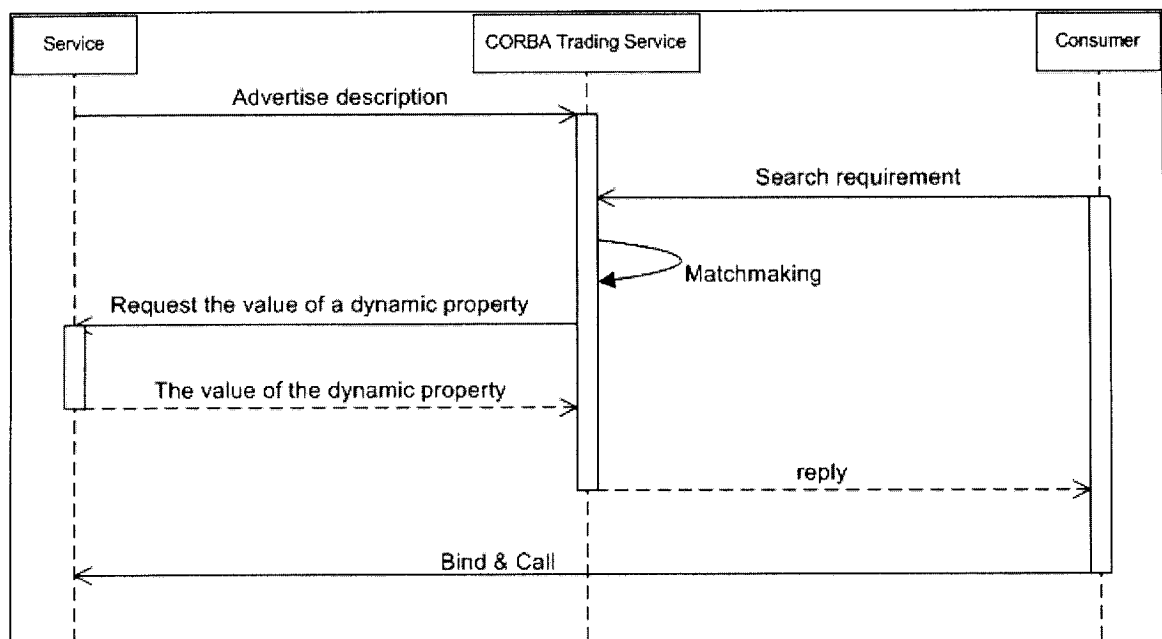 Service
CORBA Trading Service
Consumer
Advertise description
Search requirement
Matchmaking
Request the value of a dynamic property
The value of the dynamic property
reply
Bind & Call